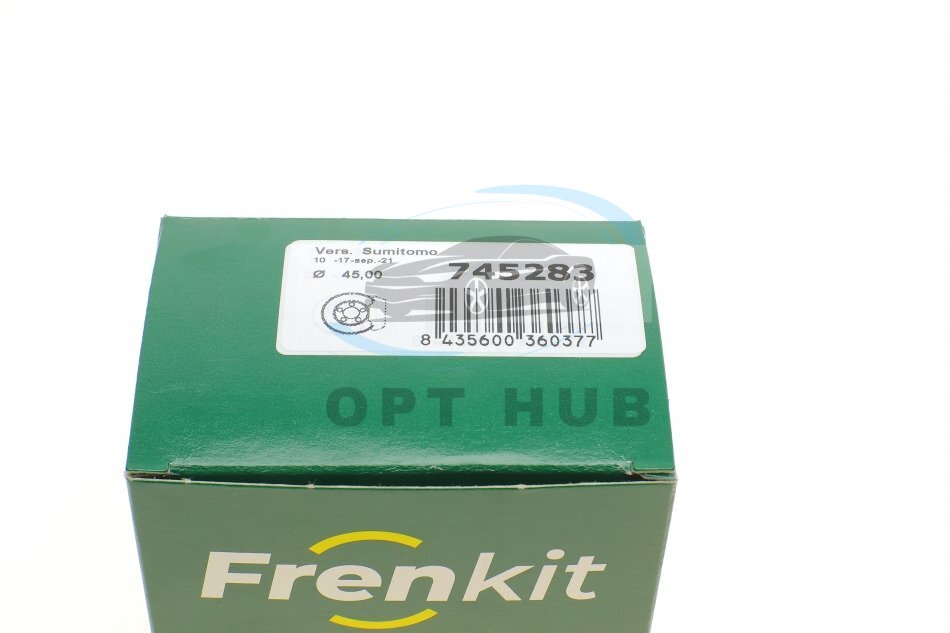 Vers. Sumitomo
10 -17-sep.-21
Ø 45,00
745283
8 435600 360377
OPT HUB
Frenkit